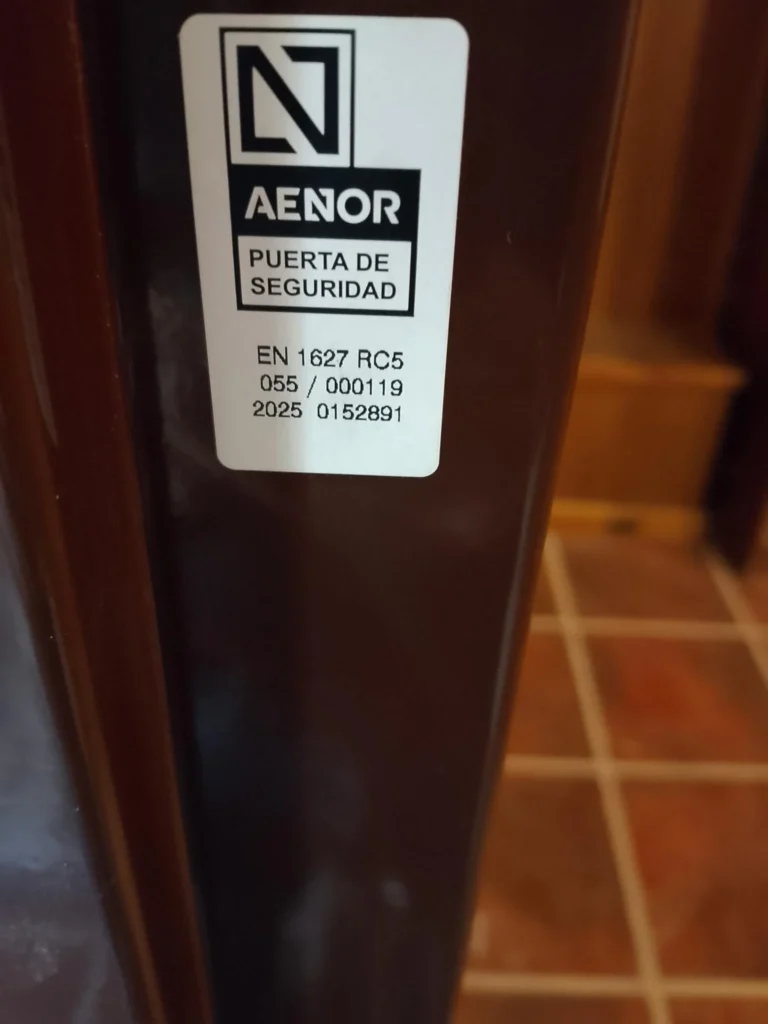 AENOR
PUERTA DE
SEGURIDAD
EN 1627 RC5
055 / 000119
2025 0152891